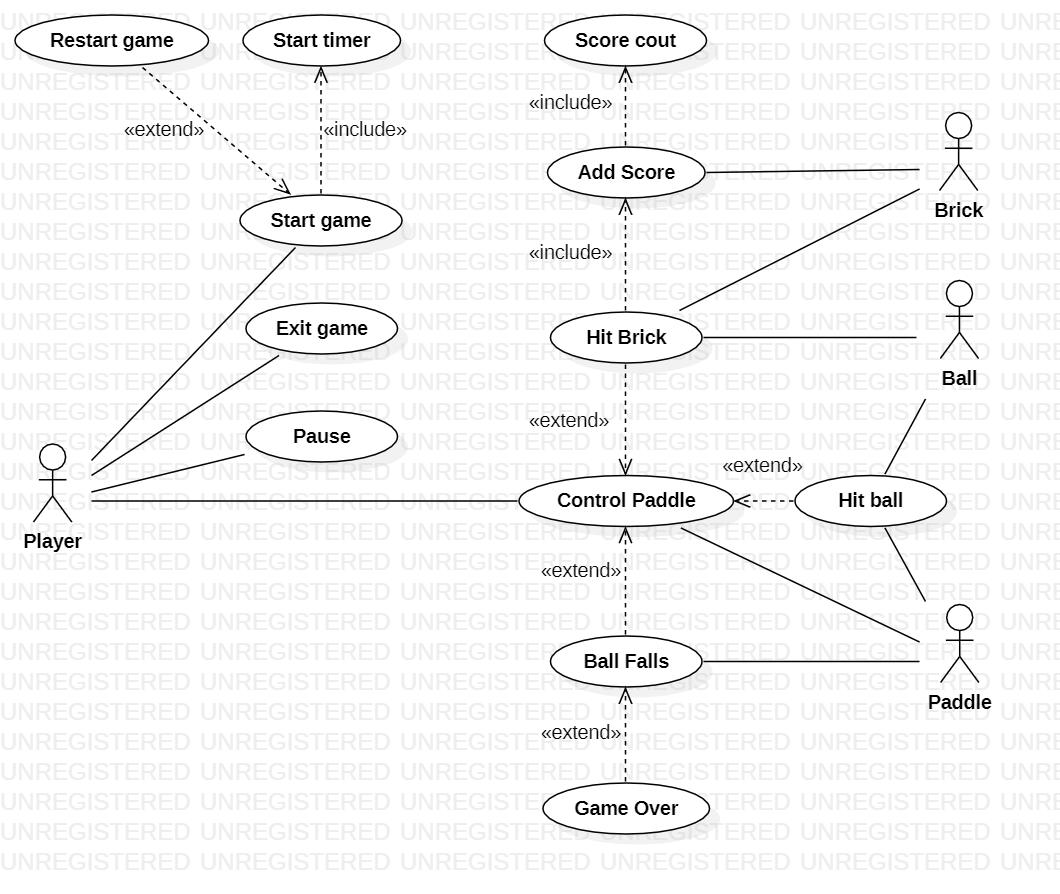 Restart game
Start timer
Score cout
«include»
«extend»
«include»
Add Score
Brick
Start game
«include»
Exit game
Hit Brick
Ball
«extend»
Pause
«extend»
Control Paddle
Hit ball
Player
«extend»
Ball Falls
Paddle
«extend»
Game Over
UNREGISTERED